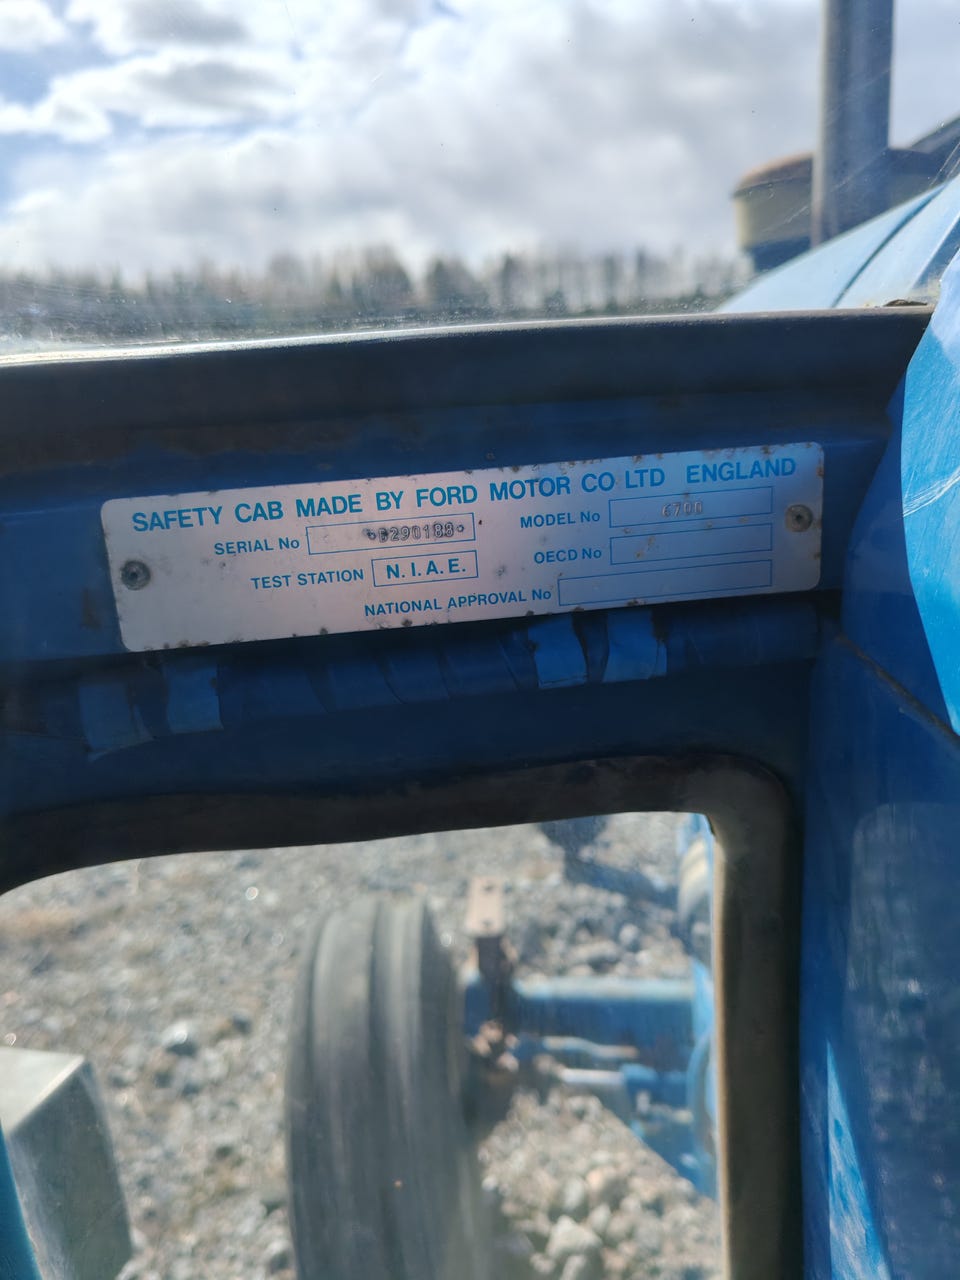 SAFETY CAB MADE BY FORD MOTOR CO LTD ENGLAND
SERIAL No MODEL No 6700
TEST STATION N.I.A.E. OECD No
NATIONAL APPROVAL No